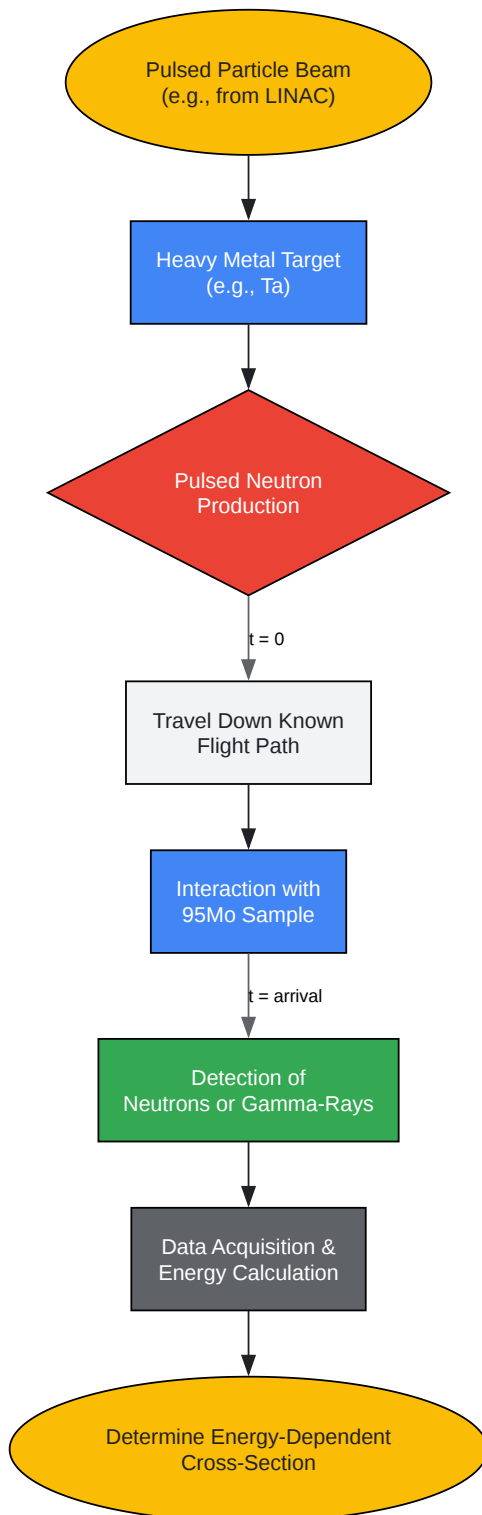 Pulsed Particle Beam
(e.g., from LINAC)
Heavy Metal Target
(e.g., Ta)
Pulsed Neutron
Production
t = 0
Travel Down Known
Flight Path
Interaction with
95Mo Sample
t = arrival
Detection of
Neutrons or Gamma-Rays
Data Acquisition &
Energy Calculation
Determine Energy-Dependent
Cross-Section